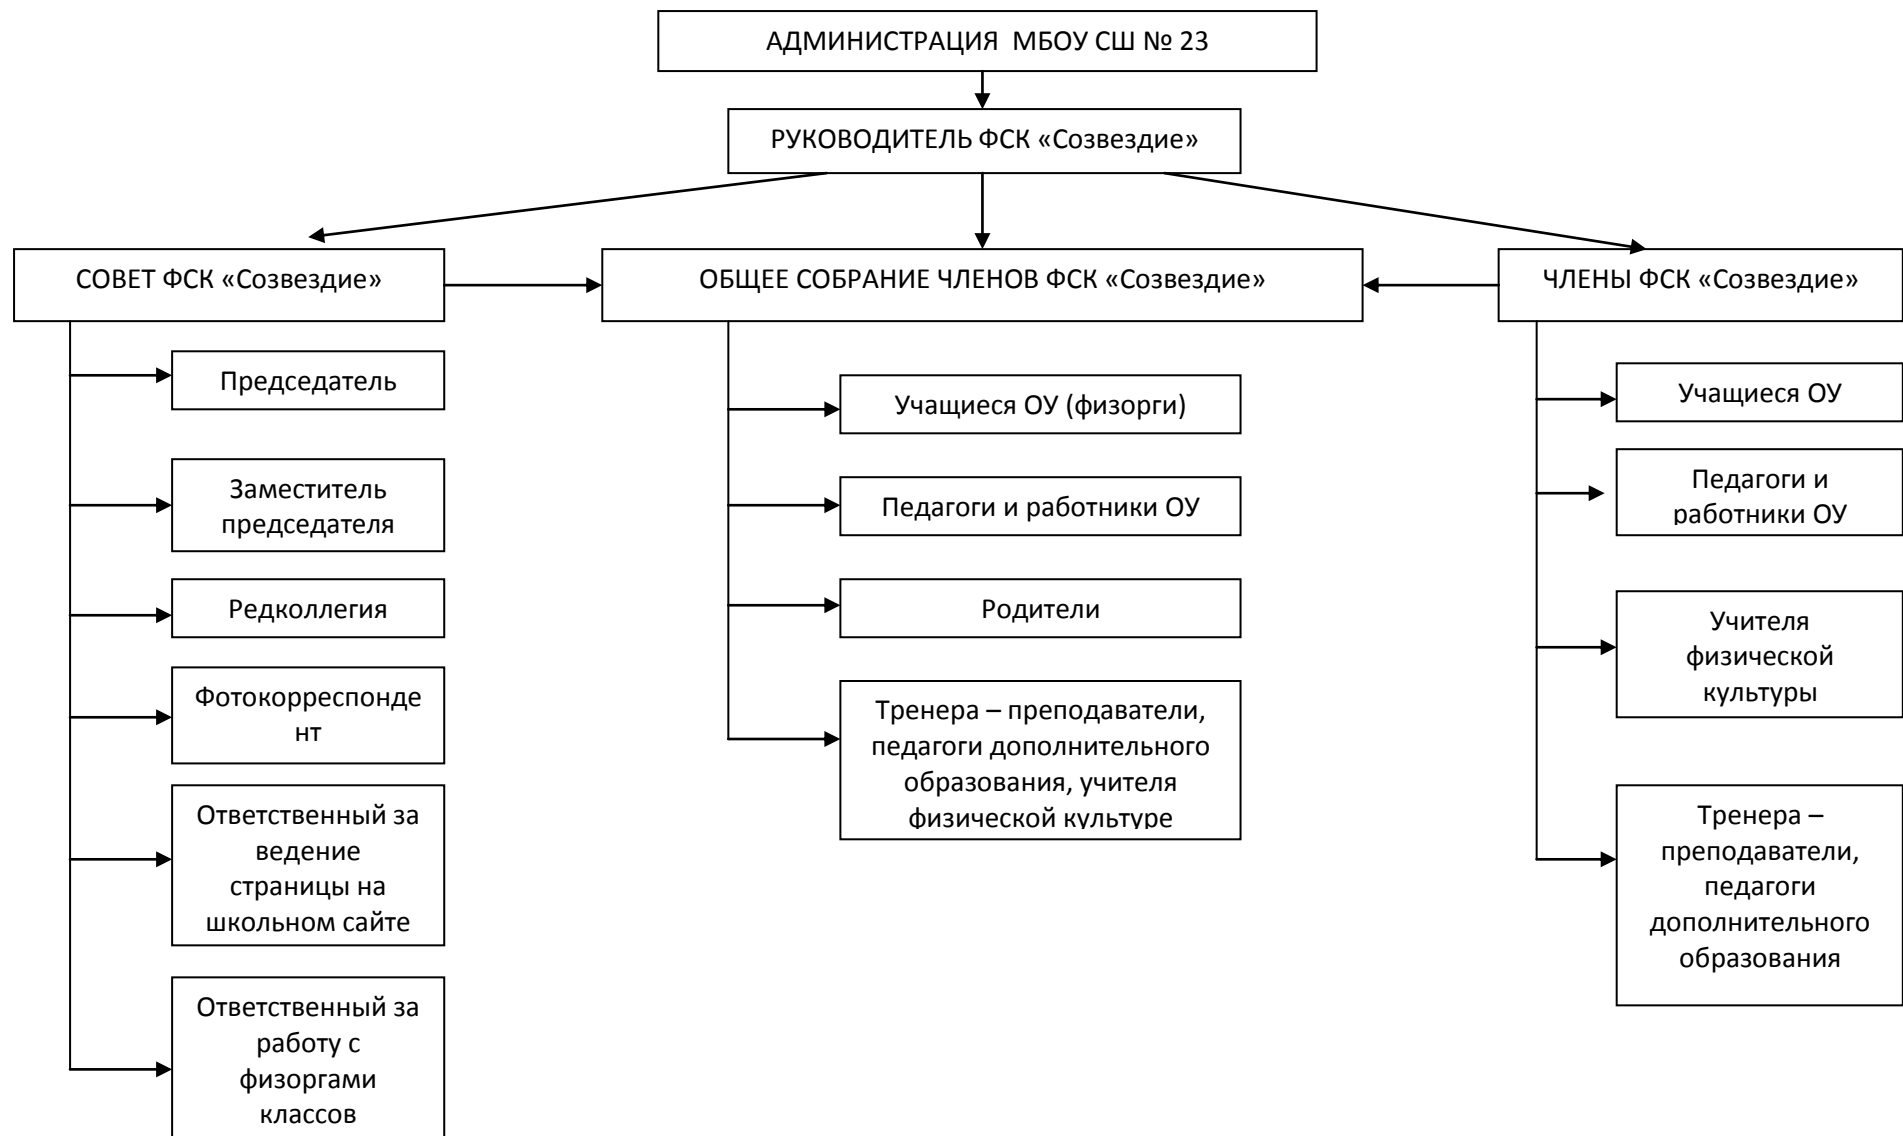 АДМИНИСТРАЦИЯ МБОУ СШ № 23
РУКОВОДИТЕЛЬ ФСК «Созвездие»
СОВЕТ ФСК «Созвездие»
ОБЩЕЕ СОБРАНИЕ ЧЛЕНОВ ФСК «Созвездие»
ЧЛЕНЫ ФСК «Созвездие»
Председатель
Заместитель
председателя
Редколлегия
Фотокорреспонде
нт
Ответственный за
ведение
страницы на
школьном сайте
Ответственный за
работу с
физоргами
классов
Учащиеся ОУ (физорги)
Педагоги и работники ОУ
Родители
Тренера – преподаватели,
педагоги дополнительного
образования, учителя
физической культуре
Учащиеся ОУ
Педагоги и
работники ОУ
Учителя
физической
культуры
Тренера –
преподаватели,
педагоги
дополнительного
образования